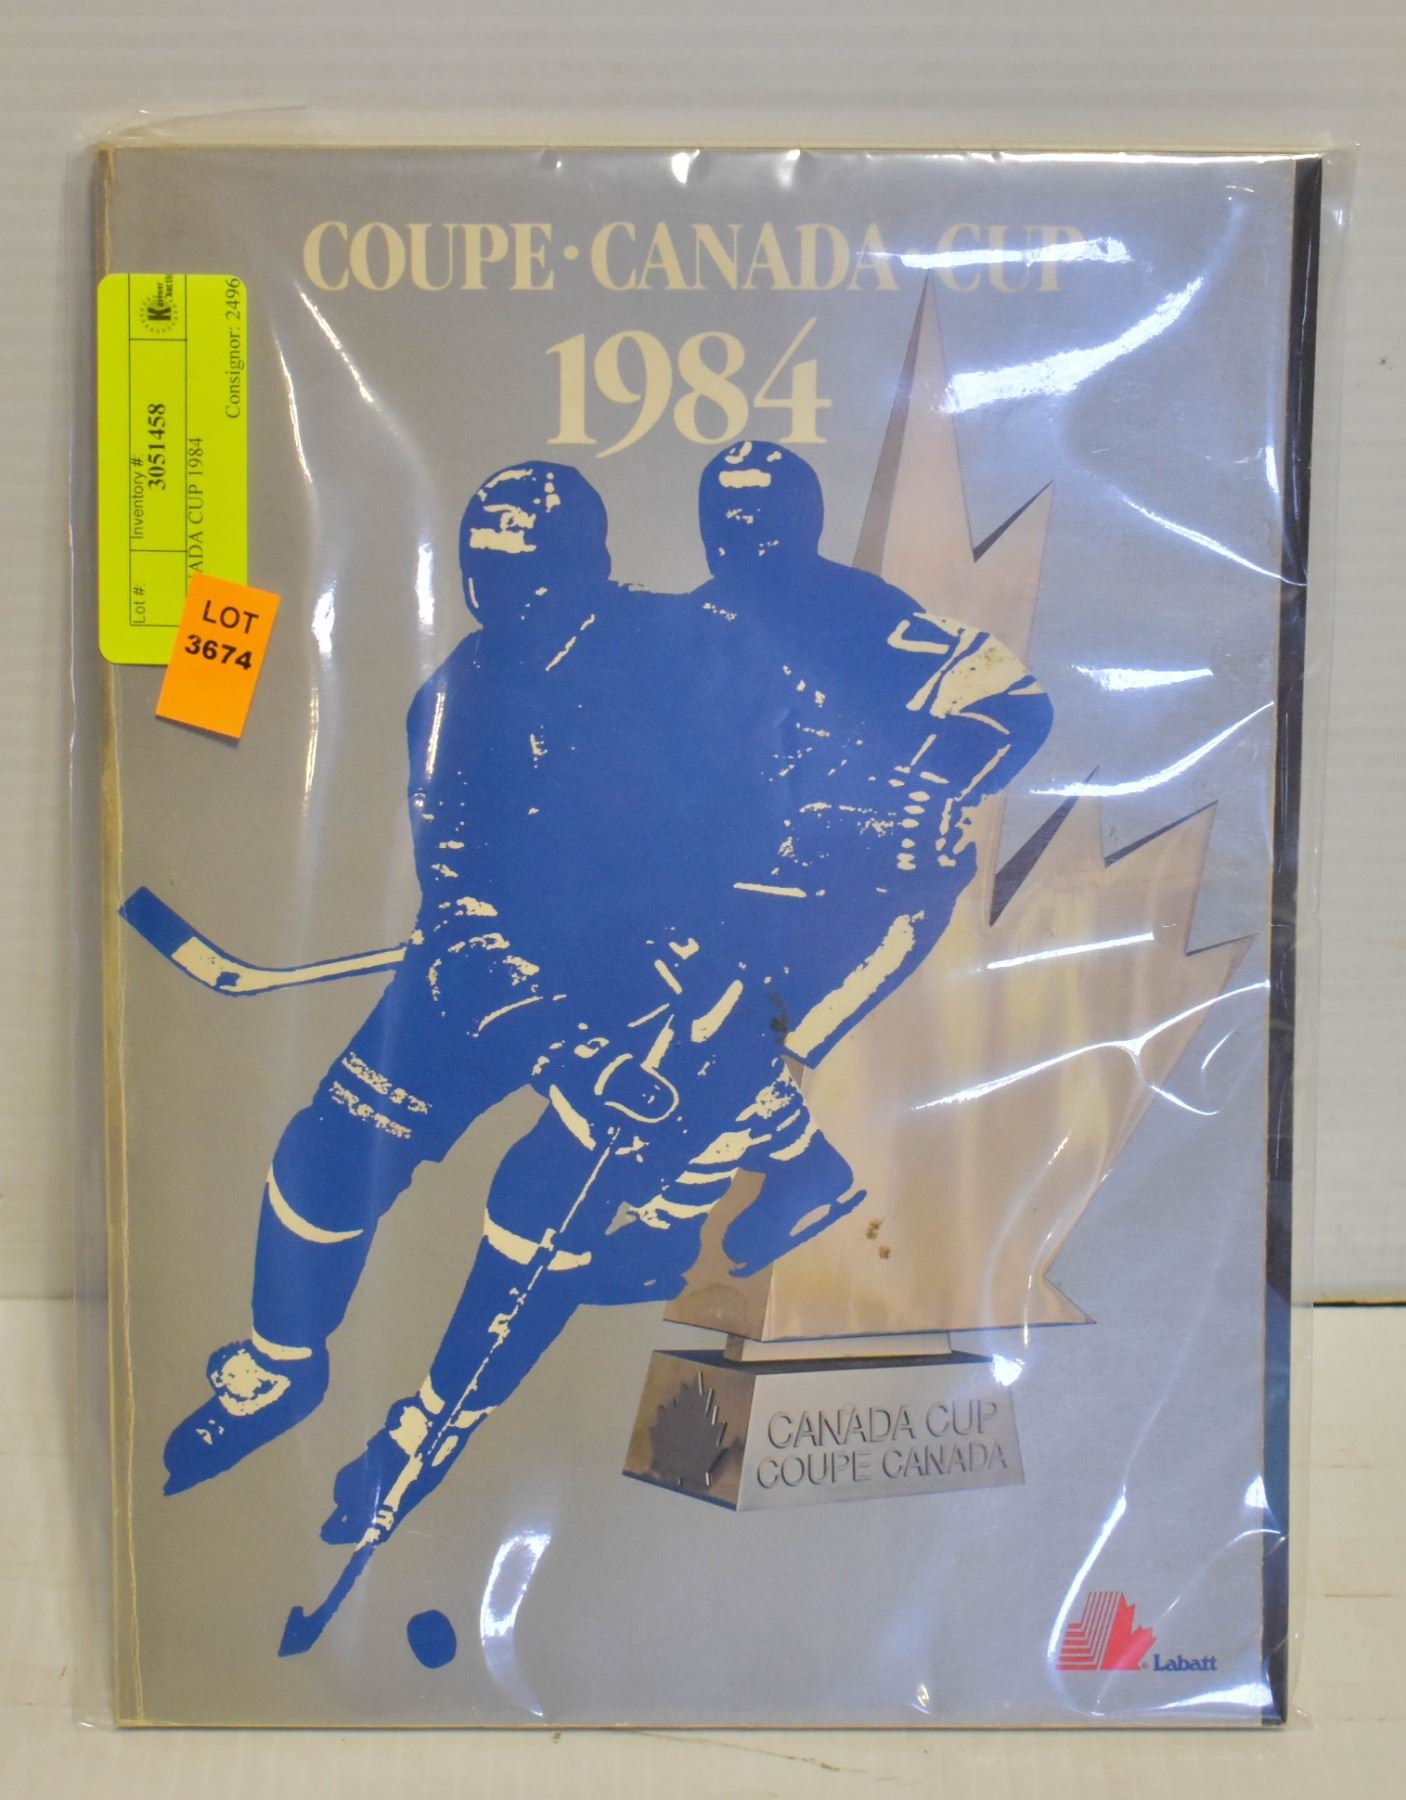 COUPE · CANADA · CUP
1984
Lot #:
Inventory #:
3051458
ADA CUP 1984
Consignor: 2496
LOT
3674
CANADA CUP
COUPE CANADA
Labatt